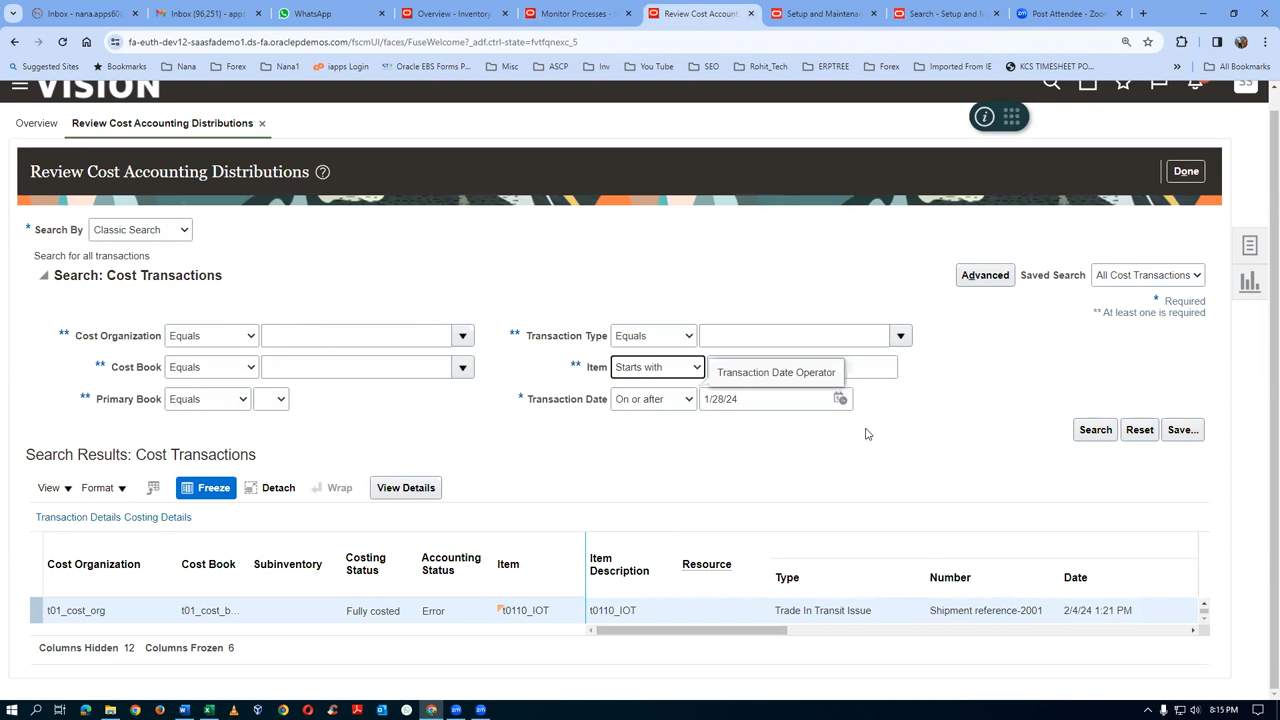 nana.apps60
Inbox (96,251) - apps
WhatsApp
Overview - Inventory
Monitor Processes - S
Review Cost Account
Setup and Maintenan
Search - Setup and M
Post Attendee - Zoo
fa-euth-dev12-saasfademo1.ds-fa.oraclepdemos.com/fscmUI/faces/FuseWelcome?_adf.ctrl-state=fvtfqnexc_5
Suggested Sites
Bookmarks
Nana
Forex
Nana1
iapps Login
Oracle EBS Forms P...
Misc
ASCP
Inv
You Tube
SEO
Rohit_Tech
ERPTREE
Forex
Imported From IE
KCS TIMESHEET PO...
All Bookmarks
VISION
SS
Overview
Review Cost Accounting Distributions
Review Cost Accounting Distributions
Done
* Search By Classic Search
Search for all transactions
Search: Cost Transactions
Advanced
Saved Search
All Cost Transactions
* Required
** At least one is required
** Cost Organization Equals
** Transaction Type Equals
** Cost Book Equals
** Item Starts with
Transaction Date Operator
** Primary Book Equals
* Transaction Date On or after 1/28/24
Search
Reset
Save...
Search Results: Cost Transactions
View
Format
Freeze
Detach
Wrap
View Details
Transaction Details Costing Details
Cost Organization
Cost Book
Subinventory
Costing Status
Accounting Status
Item
Item Description
Resource
Type
Number
Date
t01_cost_org
t01_cost_b...
Fully costed
Error
t0110_IOT
t0110_IOT
Trade In Transit Issue
Shipment reference-2001
2/4/24 1:21 PM
Columns Hidden 12
Columns Frozen 6
8:15 PM